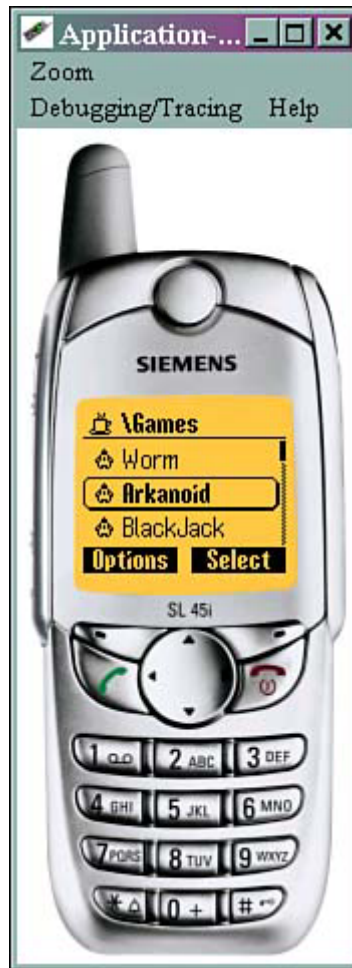 Application-...
Zoom
Debugging/Tracing Help
SIEMENS
\Games
Worm
Arkanoid
BlackJack
Options Select
SL 45i
1 2 ABC 3 DEF
4 GHI 5 JKL 6 MNO
7 PQRS 8 TUV 9 WXYZ
* 0 + #